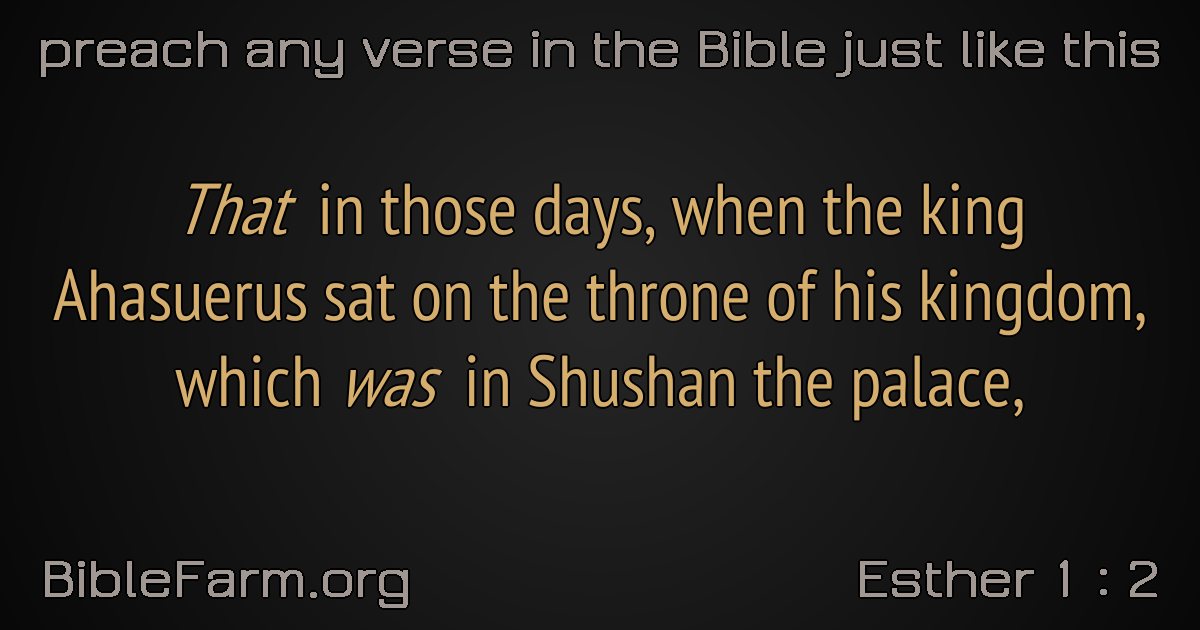 preach any verse in the Bible just like this
That in those days, when the king
Ahasuerus sat on the throne of his kingdom,
which was in Shushan the palace,
BibleFarm.org
Esther 1 : 2